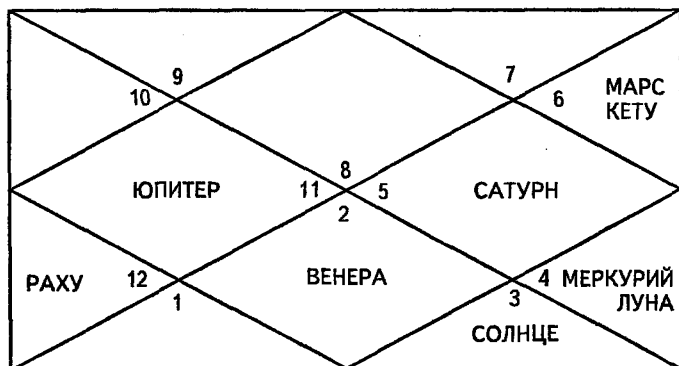 9 7
10 6 МАРС
КЕТУ
8
ЮПИТЕР 11 5 САТУРН
2
РАХУ 12 ВЕНЕРА 4 МЕРКУРИЙ
1 3 ЛУНА
СОЛНЦЕ